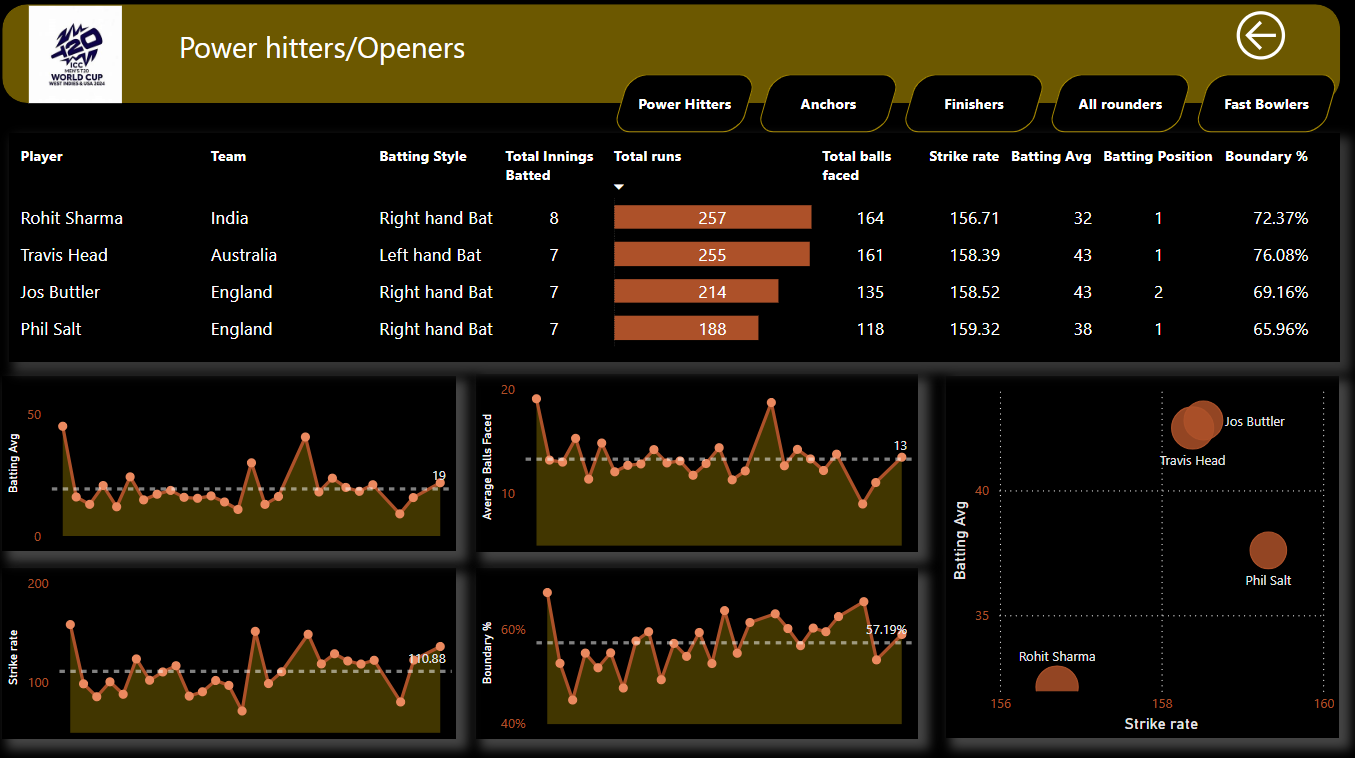 T20
ICC
MEN'S T20
WORLD CUP
WEST INDIES & USA 2024
Power hitters/Openers
Power Hitters
Anchors
Finishers
All rounders
Fast Bowlers
Player Team Batting Style Total Innings Batted Total runs Total balls faced Strike rate Batting Avg Batting Position Boundary %
Rohit Sharma India Right hand Bat 8 257 164 156.71 32 1 72.37%
Travis Head Australia Left hand Bat 7 255 161 158.39 43 1 76.08%
Jos Buttler England Right hand Bat 7 214 135 158.52 43 2 69.16%
Phil Salt England Right hand Bat 7 188 118 159.32 38 1 65.96%
Batting Avg
50
0
19
Average Balls Faced
20
10
13
Strike rate
200
100
110.88
Boundary %
60%
40%
57.19%
Batting Avg
40
35
Jos Buttler
Travis Head
Phil Salt
Rohit Sharma
156 158 160
Strike rate